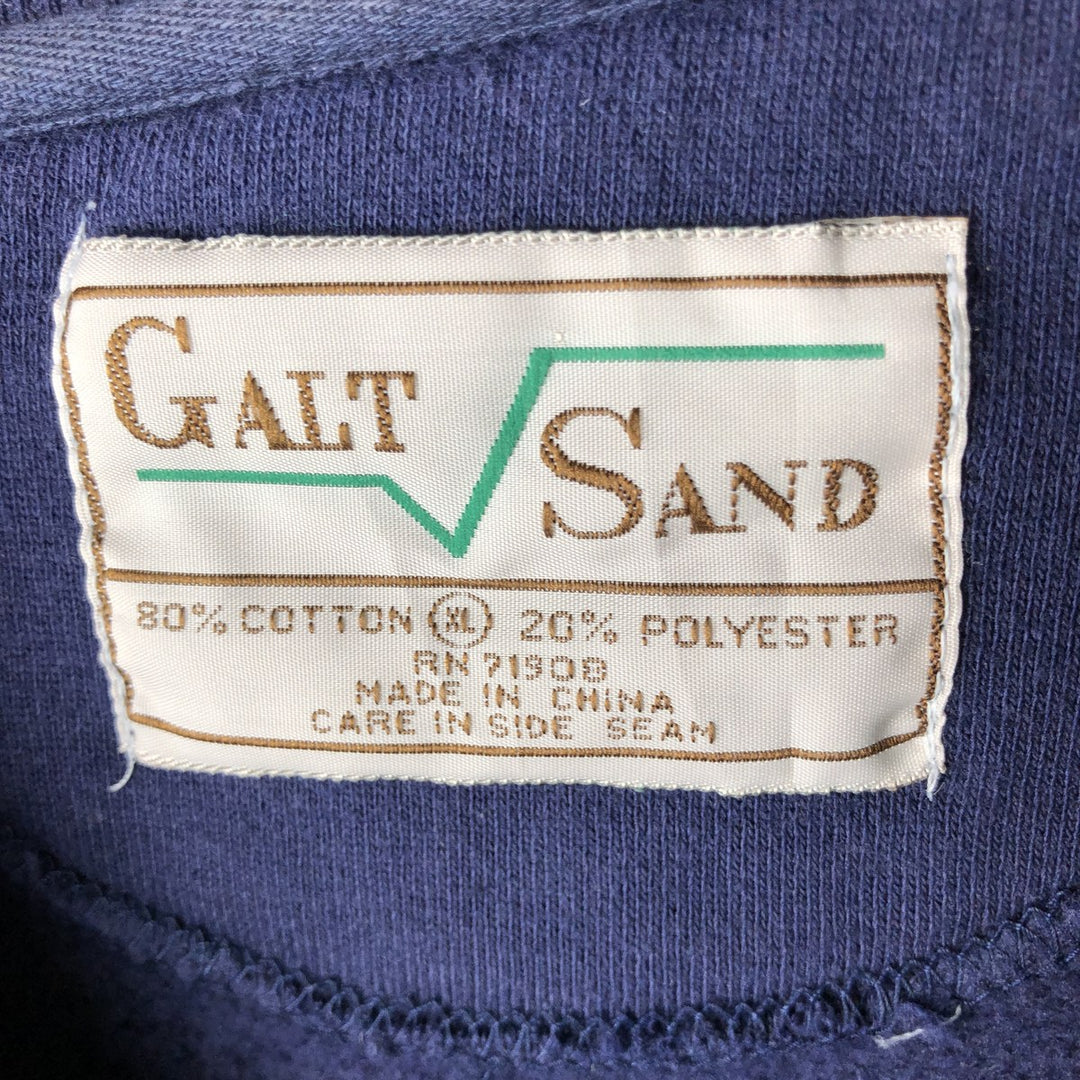 GALT
SAND
80% COTTON XL 20% POLYESTER
RN 71908
MADE IN CHINA
CARE IN SIDE SEAM